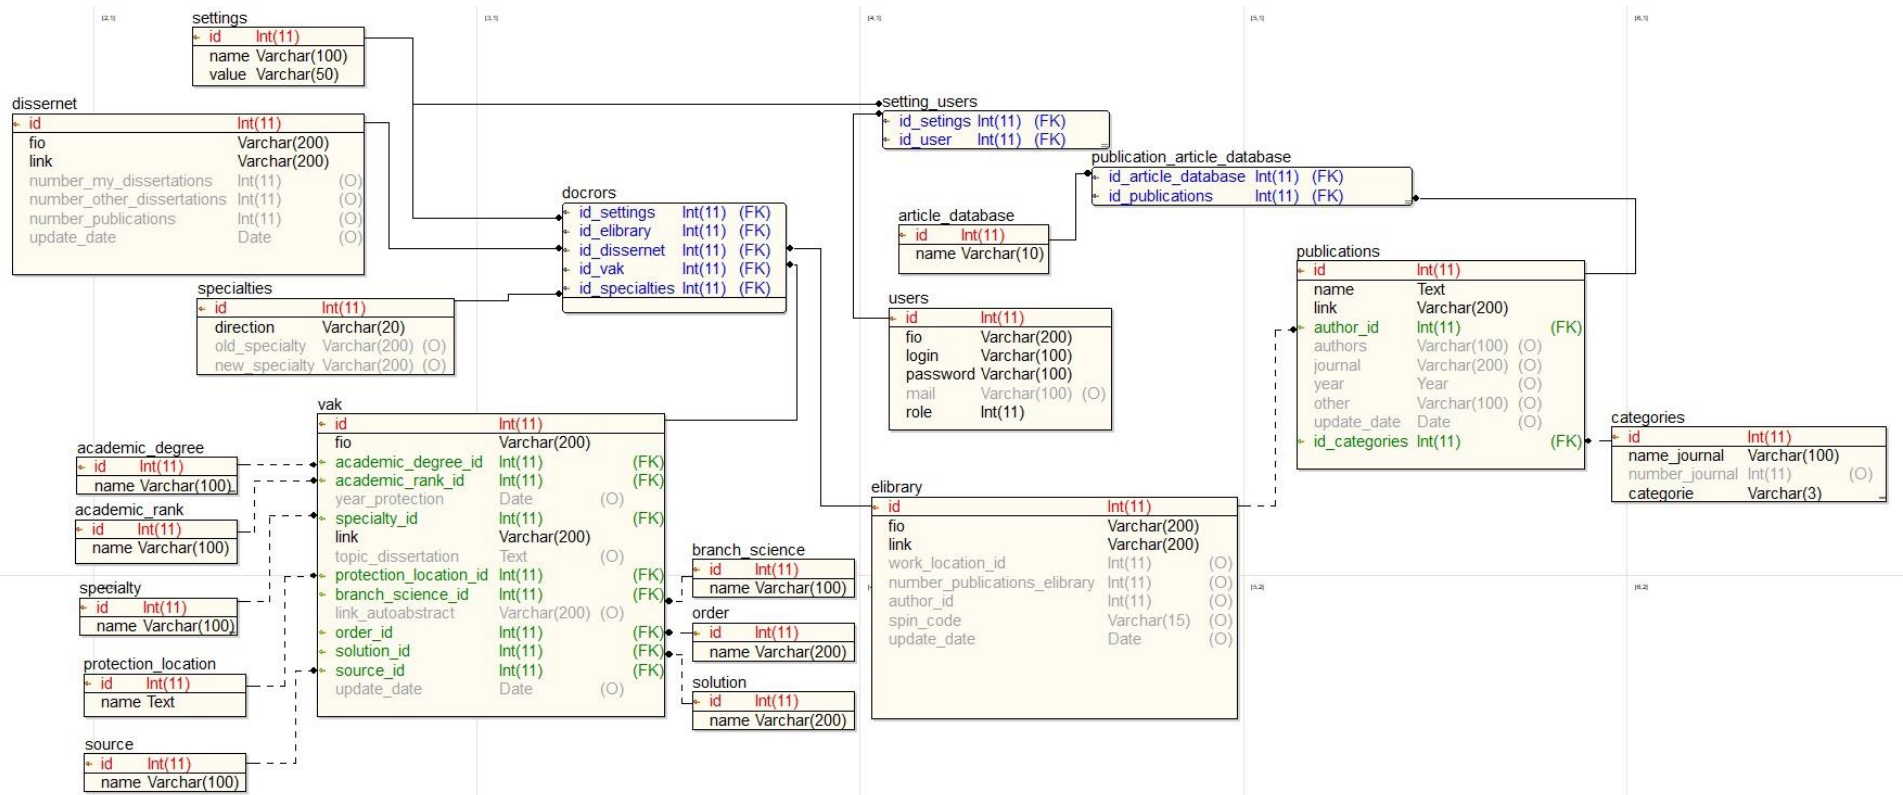 [2,1]
[3,1]
[4,1]
[5,1]
[6,1]
settings
id Int(11)
name Varchar(100)
value Varchar(50)
dissernet
id Int(11)
fio Varchar(200)
link Varchar(200)
number_my_dissertations Int(11) (O)
number_other_dissertations Int(11) (O)
number_publications Int(11) (O)
update_date Date (O)
specialties
id Int(11)
direction Varchar(20)
old_specialty Varchar(200) (O)
new_specialty Varchar(200) (O)
docrors
id_settings Int(11) (FK)
id_elibrary Int(11) (FK)
id_dissernet Int(11) (FK)
id_vak Int(11) (FK)
id_specialties Int(11) (FK)
setting_users
id_setings Int(11) (FK)
id_user Int(11) (FK)
publication_article_database
id_article_database Int(11) (FK)
id_publications Int(11) (FK)
article_database
id Int(11)
name Varchar(10)
users
id Int(11)
fio Varchar(200)
login Varchar(100)
password Varchar(100)
mail Varchar(100) (O)
role Int(11)
publications
id Int(11)
name Text
link Varchar(200)
author_id Int(11) (FK)
authors Varchar(100) (O)
journal Varchar(200) (O)
year Year (O)
other Varchar(100) (O)
update_date Date (O)
id_categories Int(11) (FK)
categories
id Int(11)
name_journal Varchar(100)
number_journal Int(11) (O)
categorie Varchar(3)
vak
id Int(11)
fio Varchar(200)
academic_degree_id Int(11) (FK)
academic_rank_id Int(11) (FK)
year_protection Date (O)
specialty_id Int(11) (FK)
link Varchar(200)
topic_dissertation Text (O)
protection_location_id Int(11) (FK)
branch_science_id Int(11) (FK)
link_autoabstract Varchar(200) (O)
order_id Int(11) (FK)
solution_id Int(11) (FK)
source_id Int(11) (FK)
update_date Date (O)
academic_degree
id Int(11)
name Varchar(100)
academic_rank
id Int(11)
name Varchar(100)
specialty
id Int(11)
name Varchar(100)
protection_location
id Int(11)
name Text
source
id Int(11)
name Varchar(100)
branch_science
id Int(11)
name Varchar(100)
order
id Int(11)
name Varchar(200)
solution
id Int(11)
name Varchar(200)
elibrary
id Int(11)
fio Varchar(200)
link Varchar(200)
work_location_id Int(11) (O)
number_publications_elibrary Int(11) (O)
author_id Int(11) (O)
spin_code Varchar(15) (O)
update_date Date (O)
[5,2]
[6,2]